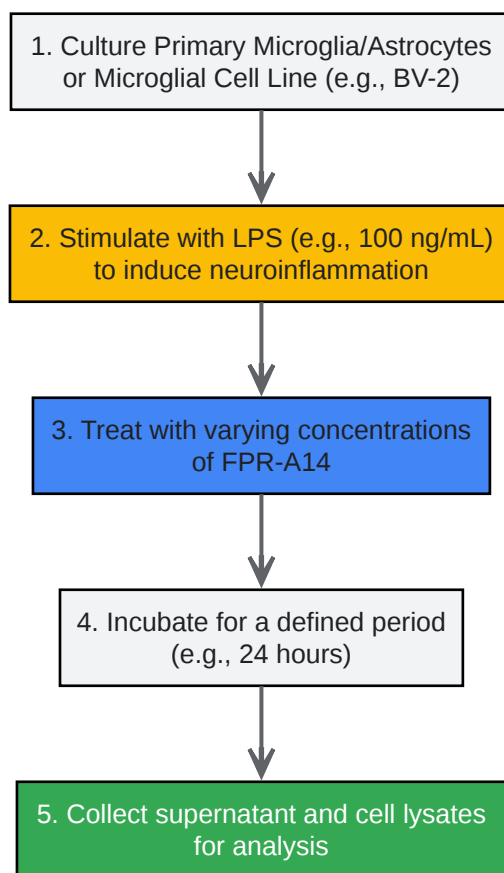 1. Culture Primary Microglia/Astrocytes
or Microglial Cell Line (e.g., BV-2)
2. Stimulate with LPS (e.g., 100 ng/mL)
to induce neuroinflammation
3. Treat with varying concentrations
of FPR-A14
4. Incubate for a defined period
(e.g., 24 hours)
5. Collect supernatant and cell lysates
for analysis